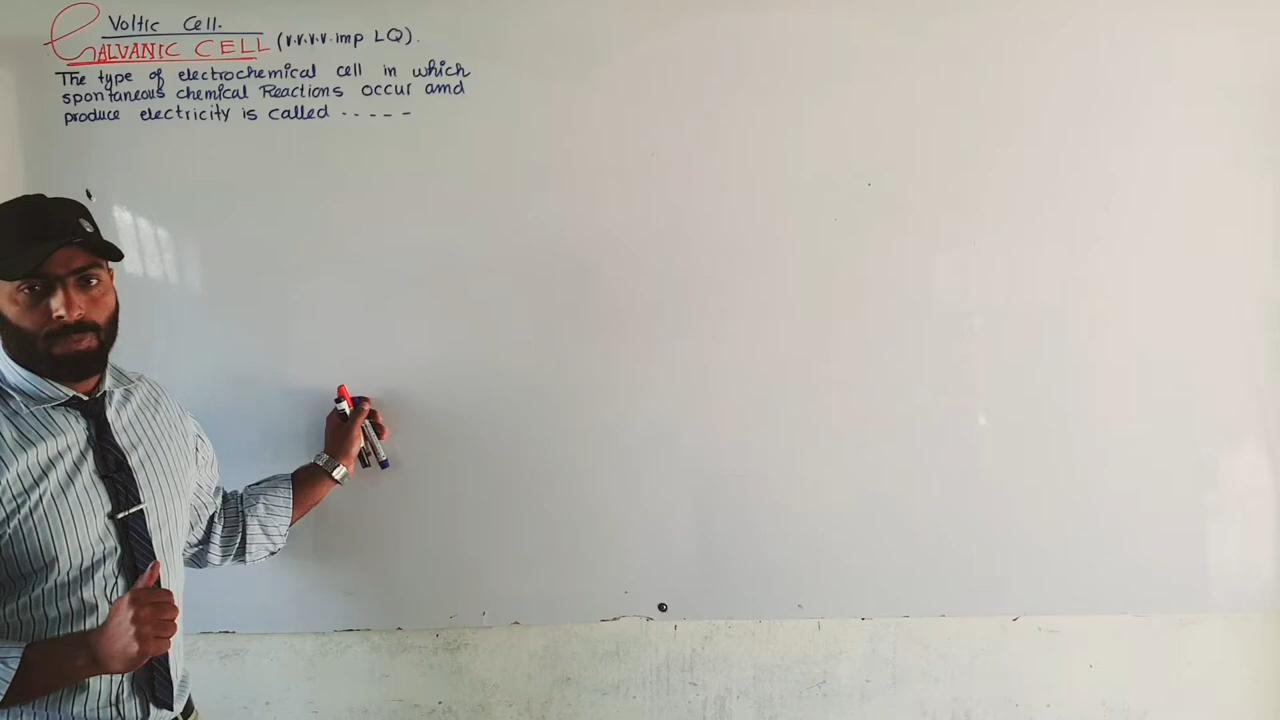 Voltic Cell.
GALVANIC CELL (v.v.v.v.imp LQ).
The type of electrochemical cell in which
spontaneous chemical Reactions occur and
produce electricity is called -----